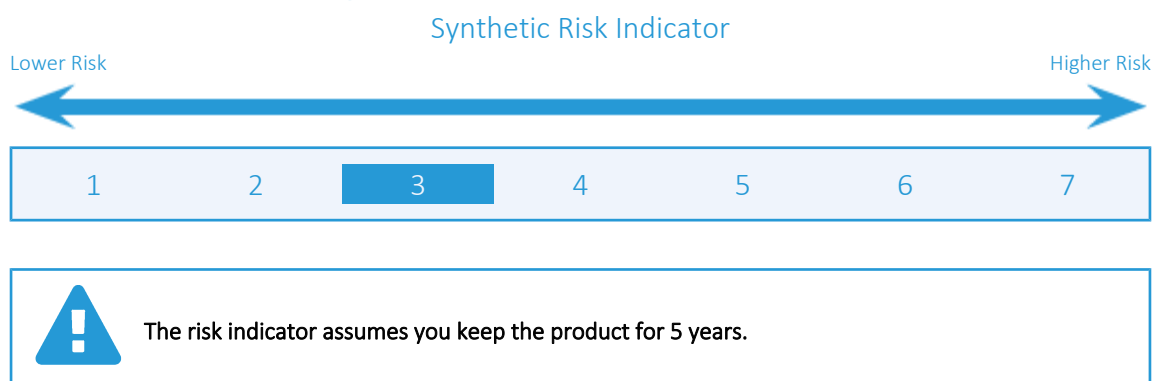 Synthetic Risk Indicator
Lower Risk Higher Risk
1 2 3 4 5 6 7
The risk indicator assumes you keep the product for 5 years.